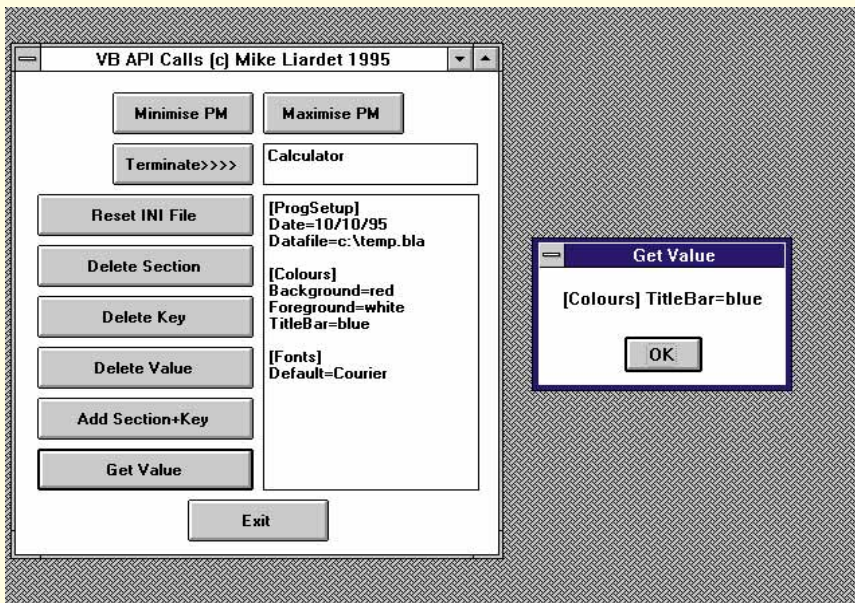 VB API Calls (c) Mike Liardet 1995
Minimise PM
Maximise PM
Terminate>>>>
Calculator
Reset INI File
Delete Section
Delete Key
Delete Value
Add Section+Key
Get Value
[ProgSetup]
Date=10/10/95
Datafile=c:\temp.bla
[Colours]
Background=red
Foreground=white
TitleBar=blue
[Fonts]
Default=Courier
Exit
Get Value
[Colours] TitleBar=blue
OK